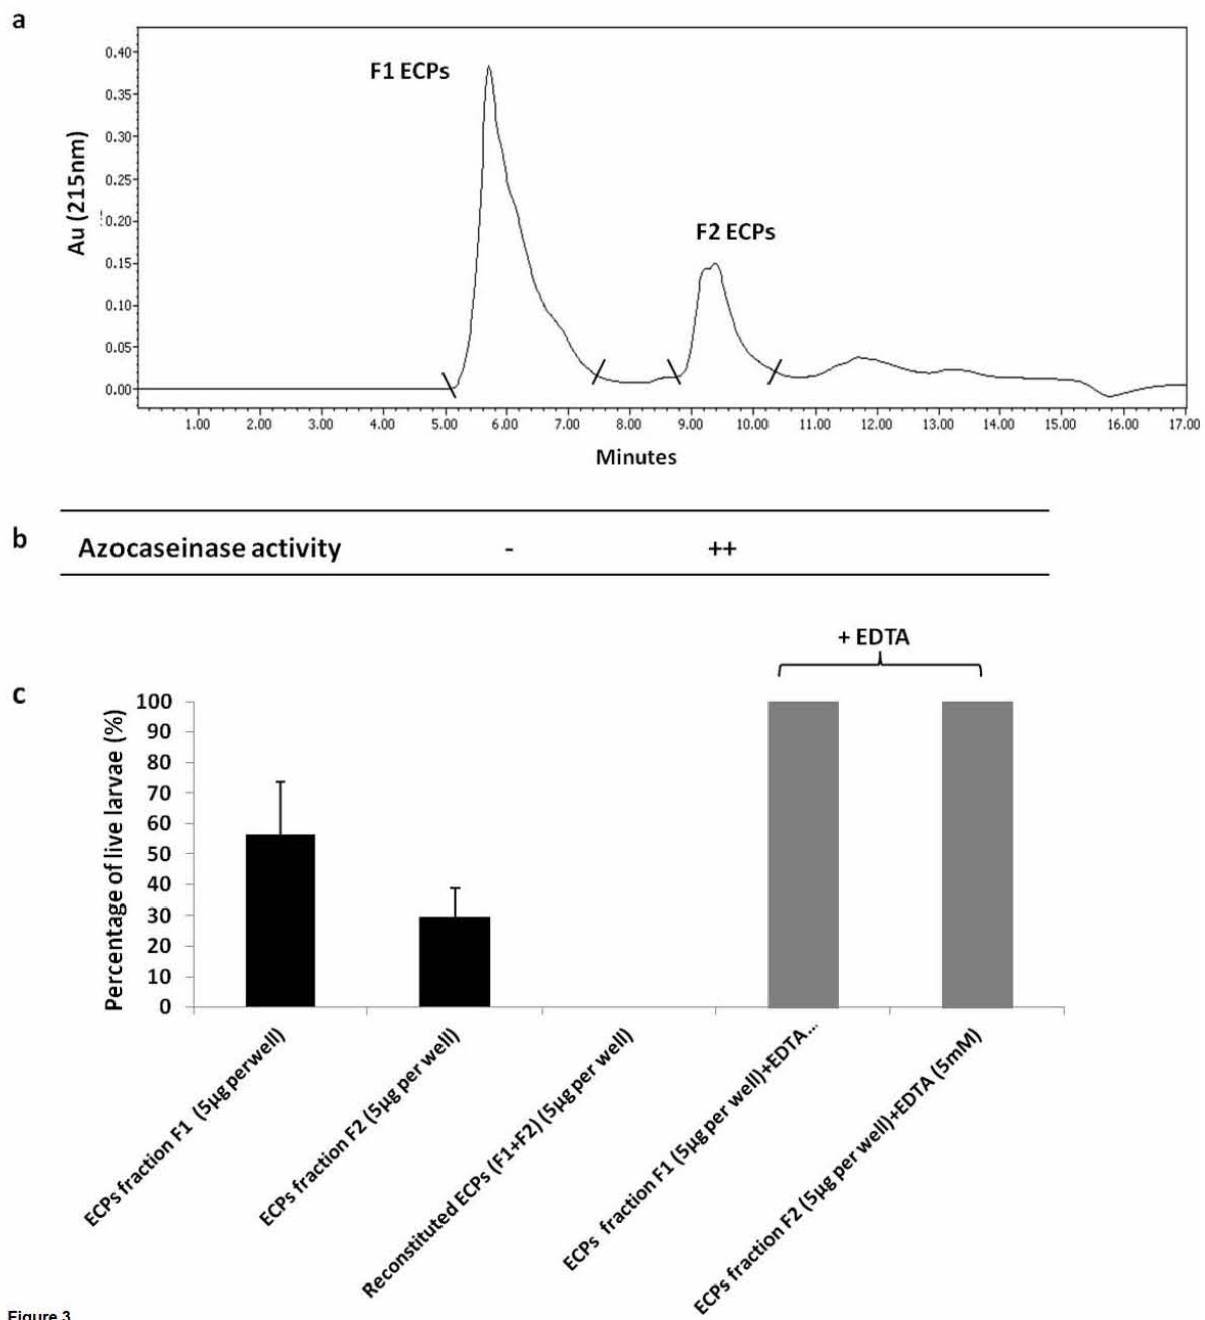 a
F1 ECPs
F2 ECPs
Au (215nm)
0.40
0.35
0.30
0.25
0.20
0.15
0.10
0.05
0.00
1.00 2.00 3.00 4.00 5.00 6.00 7.00 8.00 9.00 10.00 11.00 12.00 13.00 14.00 15.00 16.00 17.00
Minutes
b
Azocaseinase activity - ++
+ EDTA
c
Percentage of live larvae (%)
100
90
80
70
60
50
40
30
20
10
0
ECPs fraction F1 (5µg perwell)
ECPs fraction F2 (5µg per well)
Reconstituted ECPs (F1+F2) (5µg per well)
ECPs fraction F1 (5µg per well)+EDTA...
ECPs fraction F2 (5µg per well)+EDTA (5mM)
Figure 3